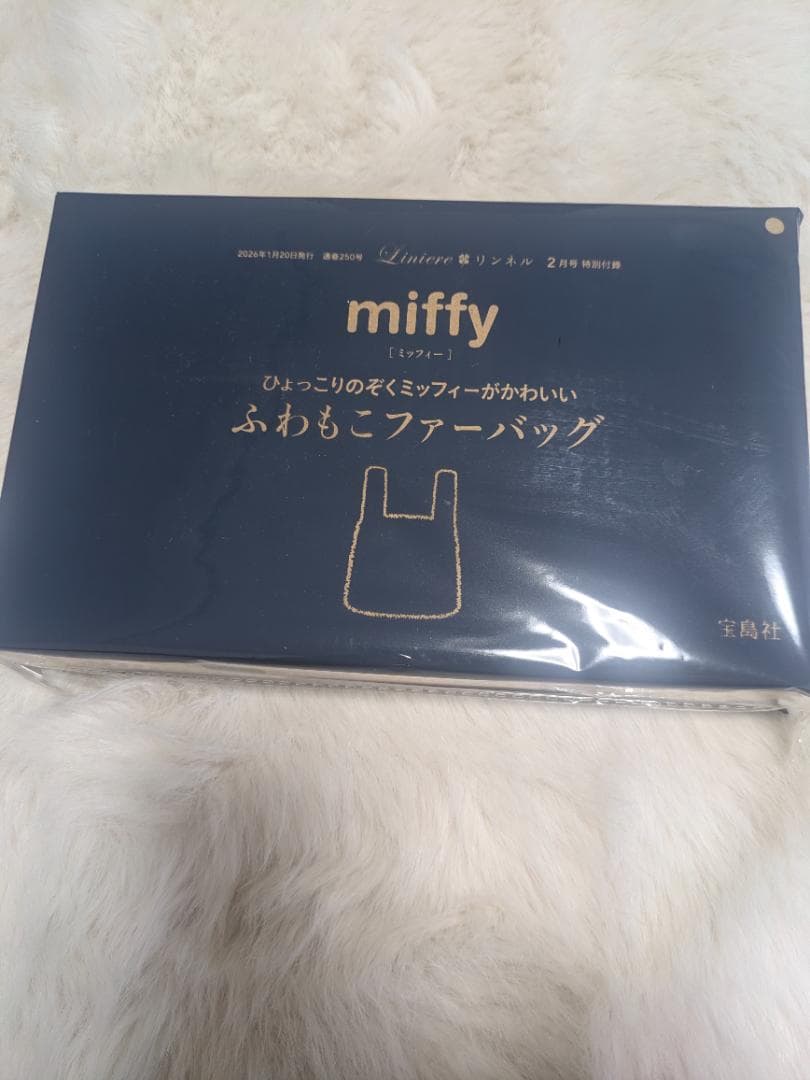 2026年1月20日発行 通巻250号 Liniere リンネル 2月号 特別付録
miffy
[ミッフィー]
ひょっこりのぞくミッフィーがかわいい
ふわもこファーバッグ
宝島社